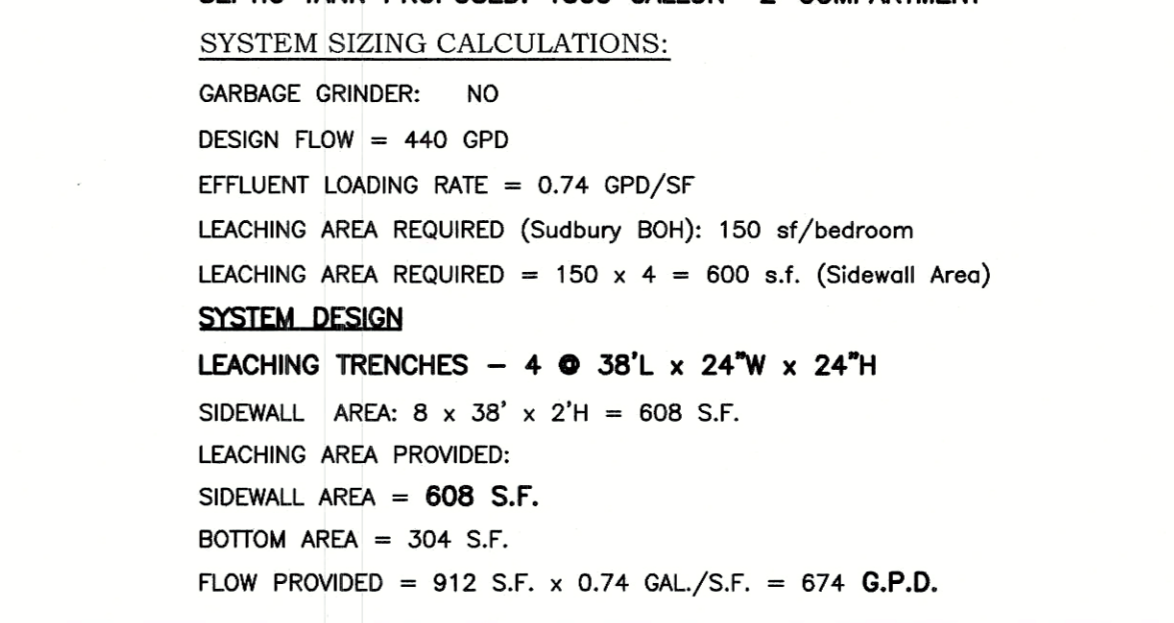 SYSTEM SIZING CALCULATIONS:
GARBAGE GRINDER: NO
DESIGN FLOW = 440 GPD
EFFLUENT LOADING RATE = 0.74 GPD/SF
LEACHING AREA REQUIRED (Sudbury BOH): 150 sf/bedroom
LEACHING AREA REQUIRED = 150 x 4 = 600 s.f. (Sidewall Area)
SYSTEM DESIGN
LEACHING TRENCHES – 4 @ 38'L x 24"W x 24"H
SIDEWALL AREA: 8 x 38' x 2'H = 608 S.F.
LEACHING AREA PROVIDED:
SIDEWALL AREA = 608 S.F.
BOTTOM AREA = 304 S.F.
FLOW PROVIDED = 912 S.F. x 0.74 GAL./S.F. = 674 G.P.D.